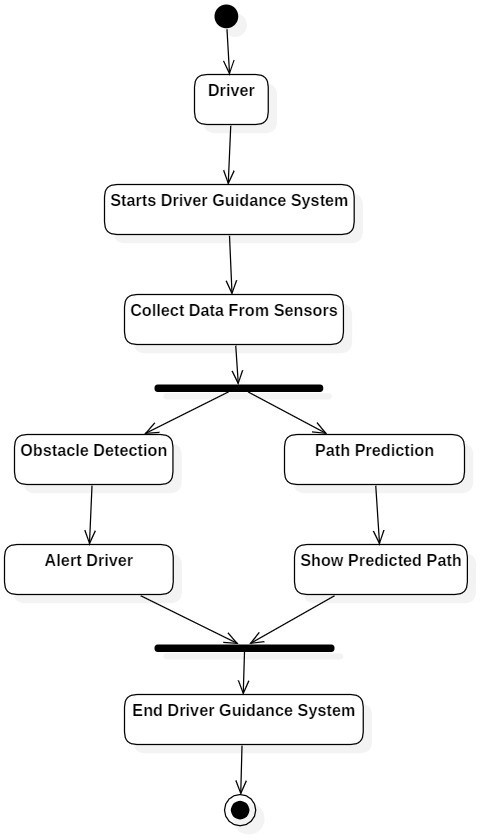 Driver
Starts Driver Guidance System
Collect Data From Sensors
Obstacle Detection
Path Prediction
Alert Driver
Show Predicted Path
End Driver Guidance System